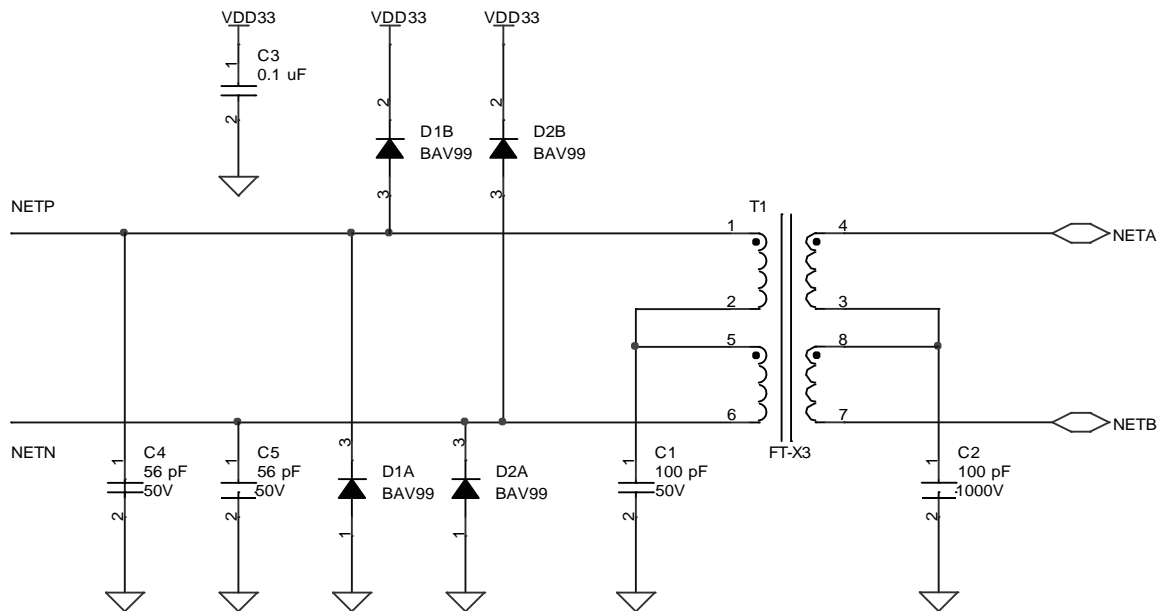 VDD33
VDD33
VDD33
1
C3
0.1 uF
2
2
D1B
BAV99
3
2
D2B
BAV99
3
NETP
T1
1
4
NETA
2
3
5
8
6
7
NETB
NETN
FT-X3
1
C4
56 pF
50V
2
1
C5
56 pF
50V
2
3
D1A
BAV99
1
3
D2A
BAV99
1
1
C1
100 pF
50V
2
1
C2
100 pF
1000V
2